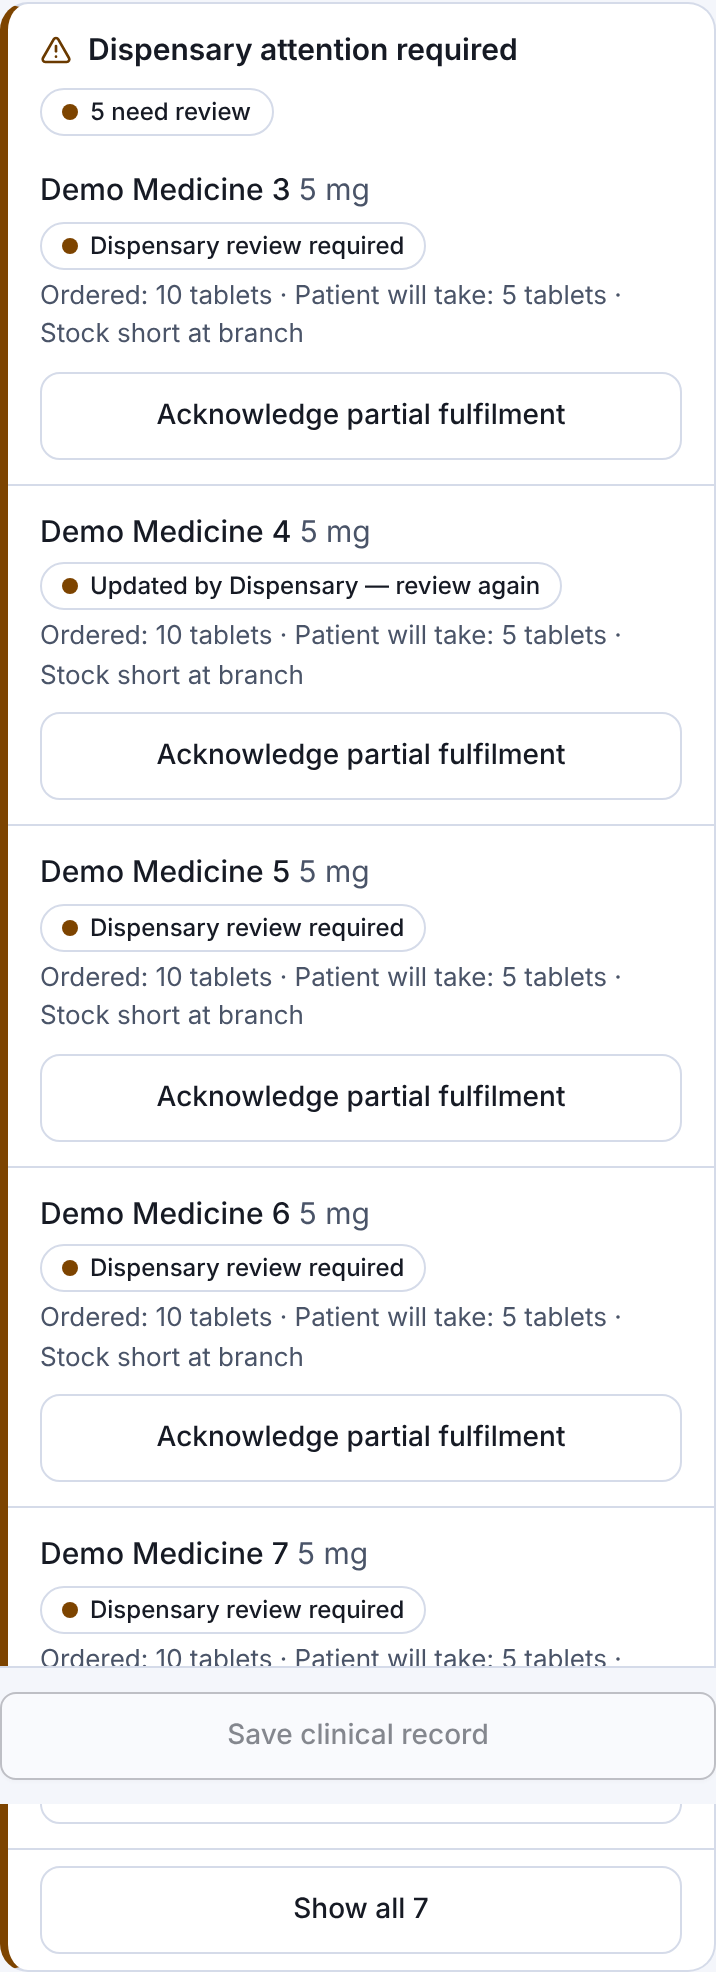 Dispensary attention required
5 need review
Demo Medicine 3 5 mg
Dispensary review required
Ordered: 10 tablets · Patient will take: 5 tablets ·
Stock short at branch
Acknowledge partial fulfilment
Demo Medicine 4 5 mg
Updated by Dispensary — review again
Ordered: 10 tablets · Patient will take: 5 tablets ·
Stock short at branch
Acknowledge partial fulfilment
Demo Medicine 5 5 mg
Dispensary review required
Ordered: 10 tablets · Patient will take: 5 tablets ·
Stock short at branch
Acknowledge partial fulfilment
Demo Medicine 6 5 mg
Dispensary review required
Ordered: 10 tablets · Patient will take: 5 tablets ·
Stock short at branch
Acknowledge partial fulfilment
Demo Medicine 7 5 mg
Dispensary review required
Ordered: 10 tablets · Patient will take: 5 tablets ·
Save clinical record
Show all 7